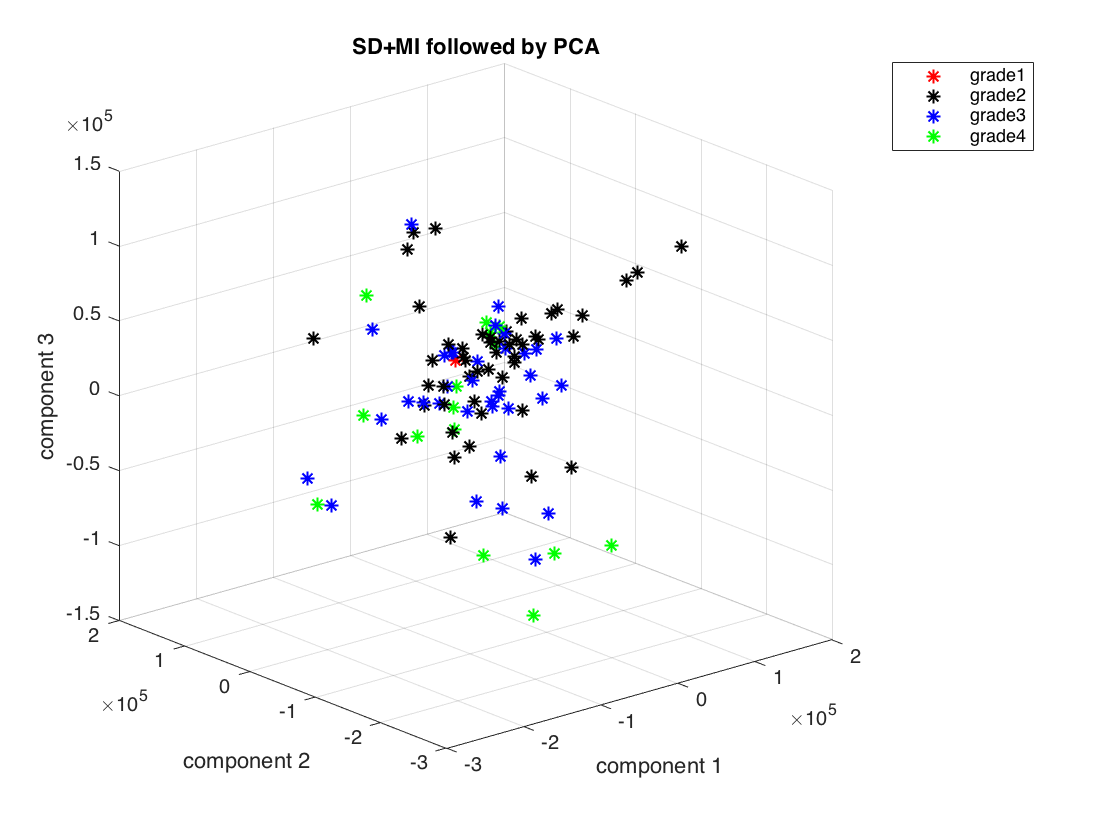 SD+MI followed by PCA
grade1
grade2
grade3
grade4
×10⁵
1.5
1
0.5
0
-0.5
-1
-1.5
component 3
2
1
0
-1
-2
-3
×10⁵
component 2
-3
-2
-1
0
1
2
×10⁵
component 1